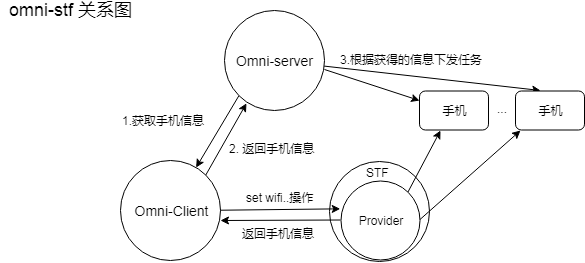 omni-stf 关系图
Omni-server
3.根据获得的信息下发任务
手机
...
手机
1.获取手机信息
2. 返回手机信息
STF
Omni-Client
set wifi..操作
Provider
返回手机信息